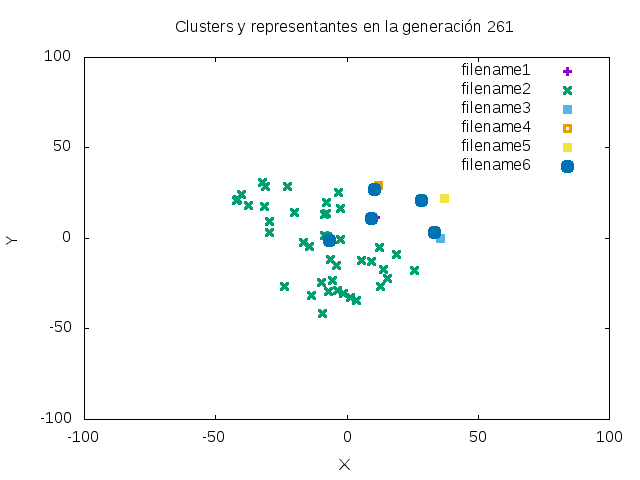 Clusters y representantes en la generación 261
100
50
0
-50
-100
-100
-50
0
50
100
Y
X
filename1
filename2
filename3
filename4
filename5
filename6